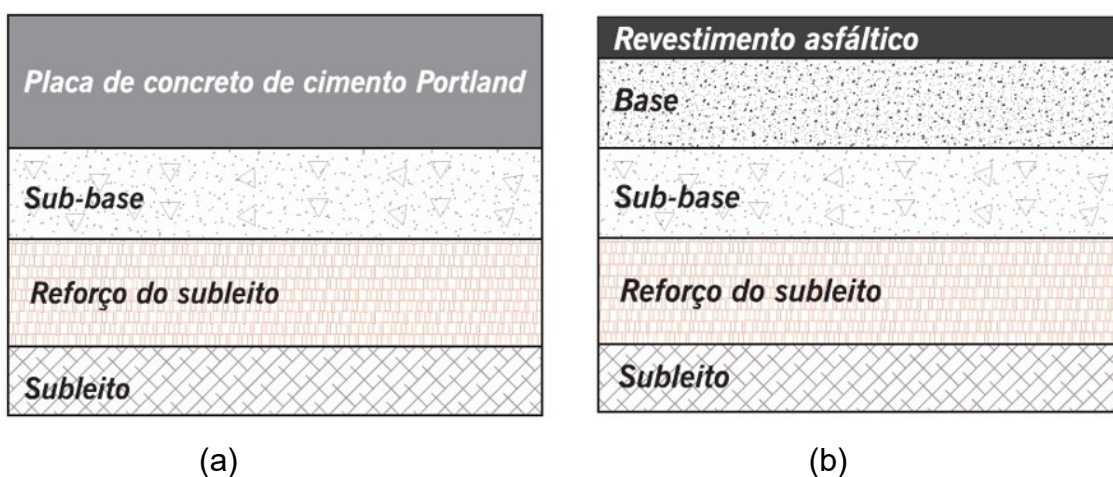 Placa de concreto de cimento Portland
Sub-base
Reforço do subleito
Subleito
(a)
Revestimento asfáltico
Base
Sub-base
Reforço do subleito
Subleito
(b)